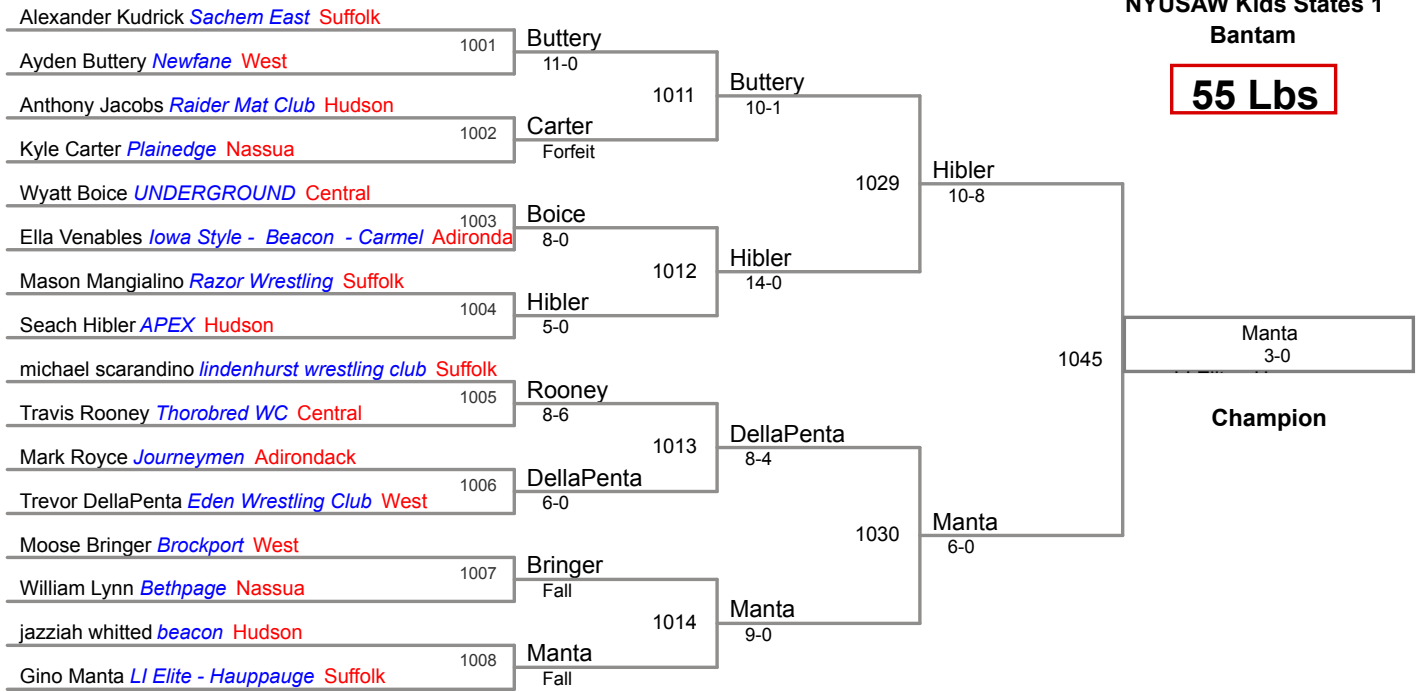 NYUSAW Kids States 1
Bantam
55 Lbs
Alexander Kudrick Sachem East Suffolk
1001
Ayden Buttery Newfane West
Anthony Jacobs Raider Mat Club Hudson
1002
Kyle Carter Plainedge Nassua
Wyatt Boice UNDERGROUND Central
1003
Ella Venables Iowa Style - Beacon - Carmel Adironda
Mason Mangialino Razor Wrestling Suffolk
1004
Seach Hibler APEX Hudson
michael scarandino lindenhurst wrestling club Suffolk
1005
Travis Rooney Thorobred WC Central
Mark Royce Journeymen Adirondack
1006
Trevor DellaPenta Eden Wrestling Club West
Moose Bringer Brockport West
1007
William Lynn Bethpage Nassua
jazziah whitted beacon Hudson
1008
Gino Manta LI Elite - Hauppauge Suffolk
Buttery
11-0
1011
Carter
Forfeit
Boice
8-0
1012
Hibler
5-0
Rooney
8-6
1013
DellaPenta
6-0
Bringer
Fall
1014
Manta
Fall
Buttery
10-1
1029
Hibler
14-0
DellaPenta
8-4
1030
Manta
9-0
Hibler
10-8
1045
Manta
6-0
Manta
3-0
Champion